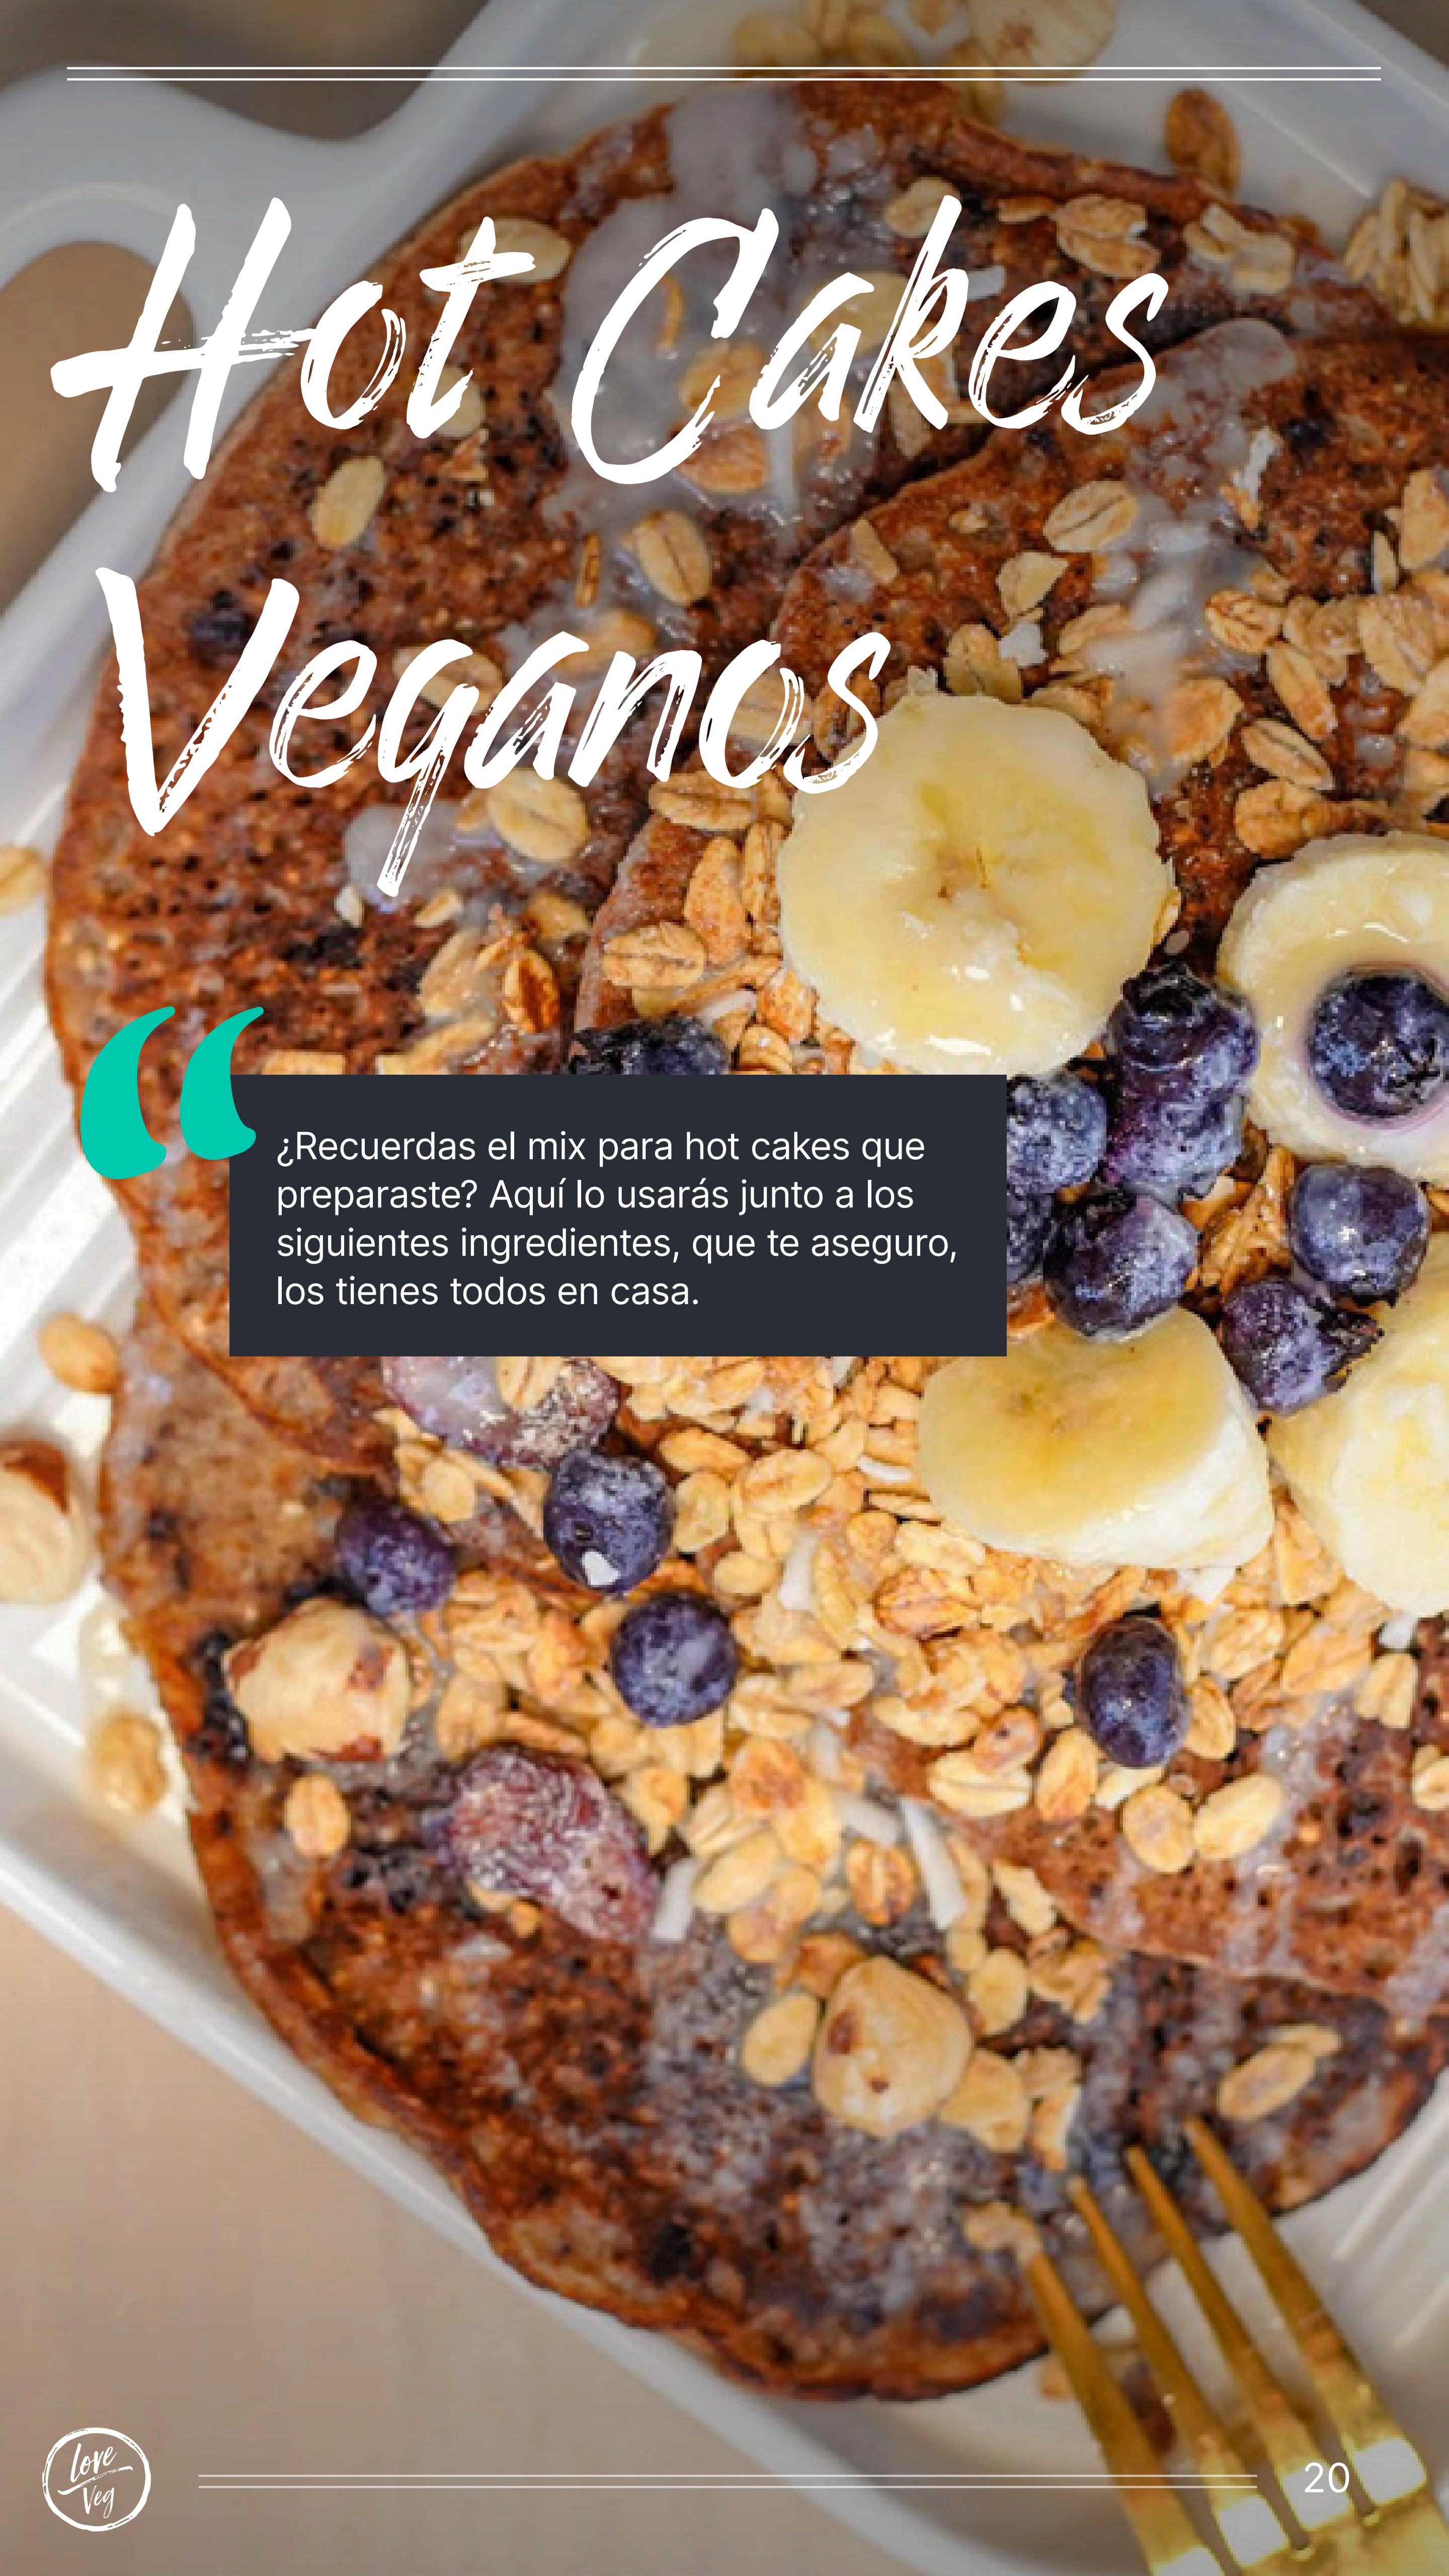 Hot Cakes
Veganos
“
¿Recuerdas el mix para hot cakes que
preparaste? Aquí lo usarás junto a los
siguientes ingredientes, que te aseguro,
los tienes todos en casa.
Love
Veg
20